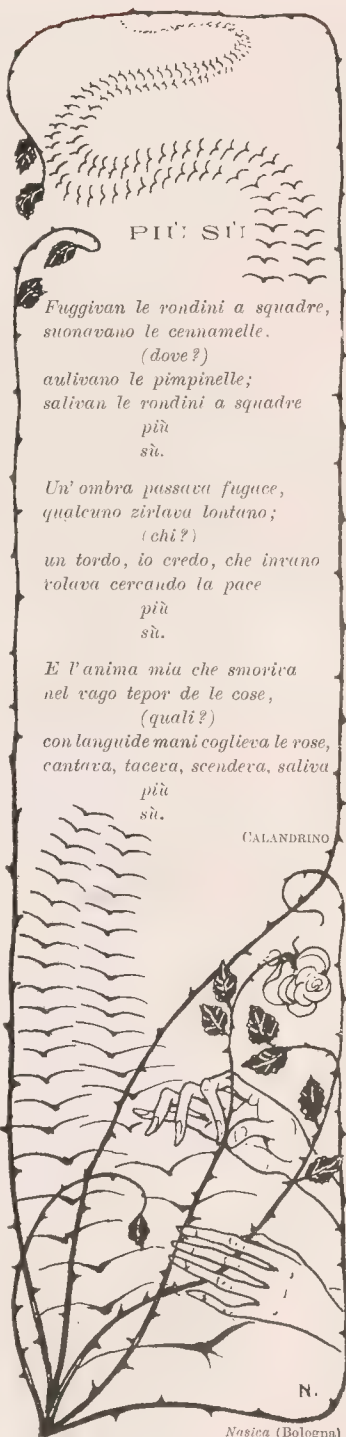 PIÙ SÙ
Fuggivan le rondini a squadre,
suonavano le cennamelle.
(dove?)
aulivano le pimpinelle;
salivan le rondini a squadre
più
sù.
Un'ombra passava fugace,
qualcuno zirlava lontano;
(chi?)
un tordo, io credo, che invano
volava cercando la pace
più
sù.
E l'anima mia che smoriva
nel vago tepor de le cose,
(quali?)
con languide mani coglieva le rose,
cantava, taceva, scendeva, saliva
più
sù.
CALANDRINO
N.
Nasica (Bologna)